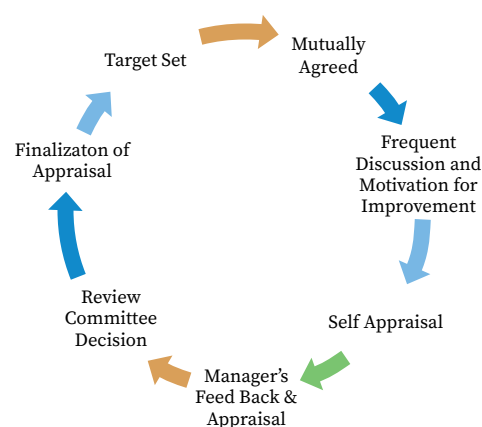 Target Set
Mutually
Agreed
Frequent
Discussion and
Motivation for
Improvement
Self Appraisal
Manager’s
Feed Back &
Appraisal
Review
Committee
Decision
Finalizaton of
Appraisal